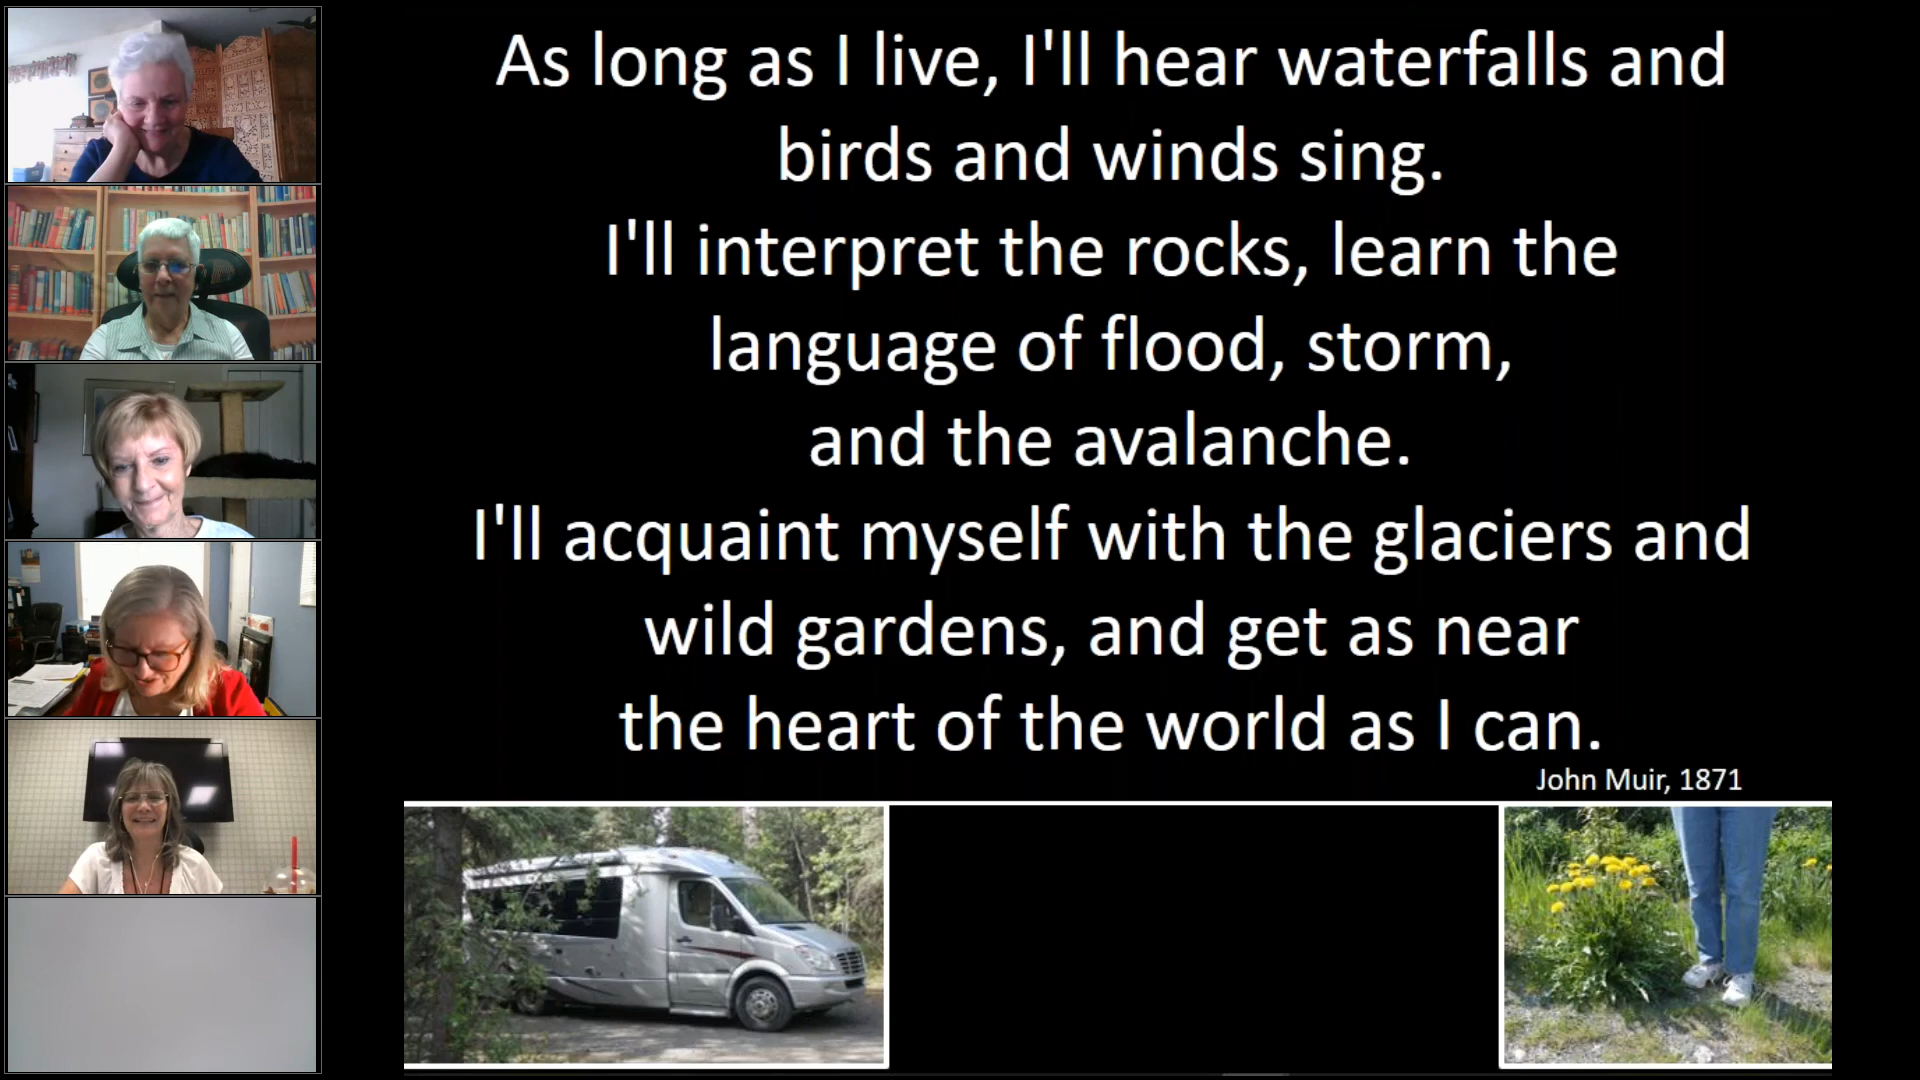 As long as I live, I'll hear waterfalls and
birds and winds sing.
I'll interpret the rocks, learn the
language of flood, storm,
and the avalanche.
I'll acquaint myself with the glaciers and
wild gardens, and get as near
the heart of the world as I can.
John Muir, 1871